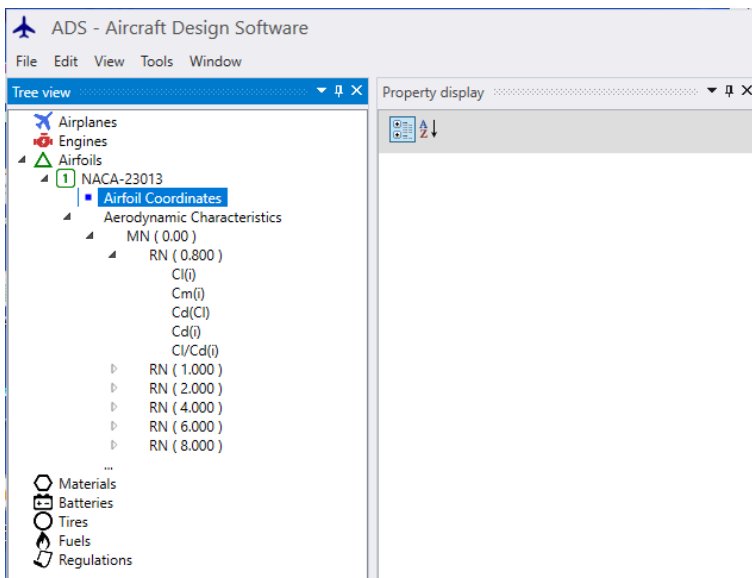 ADS - Aircraft Design Software
File Edit View Tools Window
Tree view
Property display
Airplanes
Engines
Airfoils
1 NACA-23013
Airfoil Coordinates
Aerodynamic Characteristics
MN ( 0.00 )
RN ( 0.800 )
Cl(i)
Cm(i)
Cd(Cl)
Cd(i)
Cl/Cd(i)
RN ( 1.000 )
RN ( 2.000 )
RN ( 4.000 )
RN ( 6.000 )
RN ( 8.000 )
...
Materials
Batteries
Tires
Fuels
Regulations
A
Z